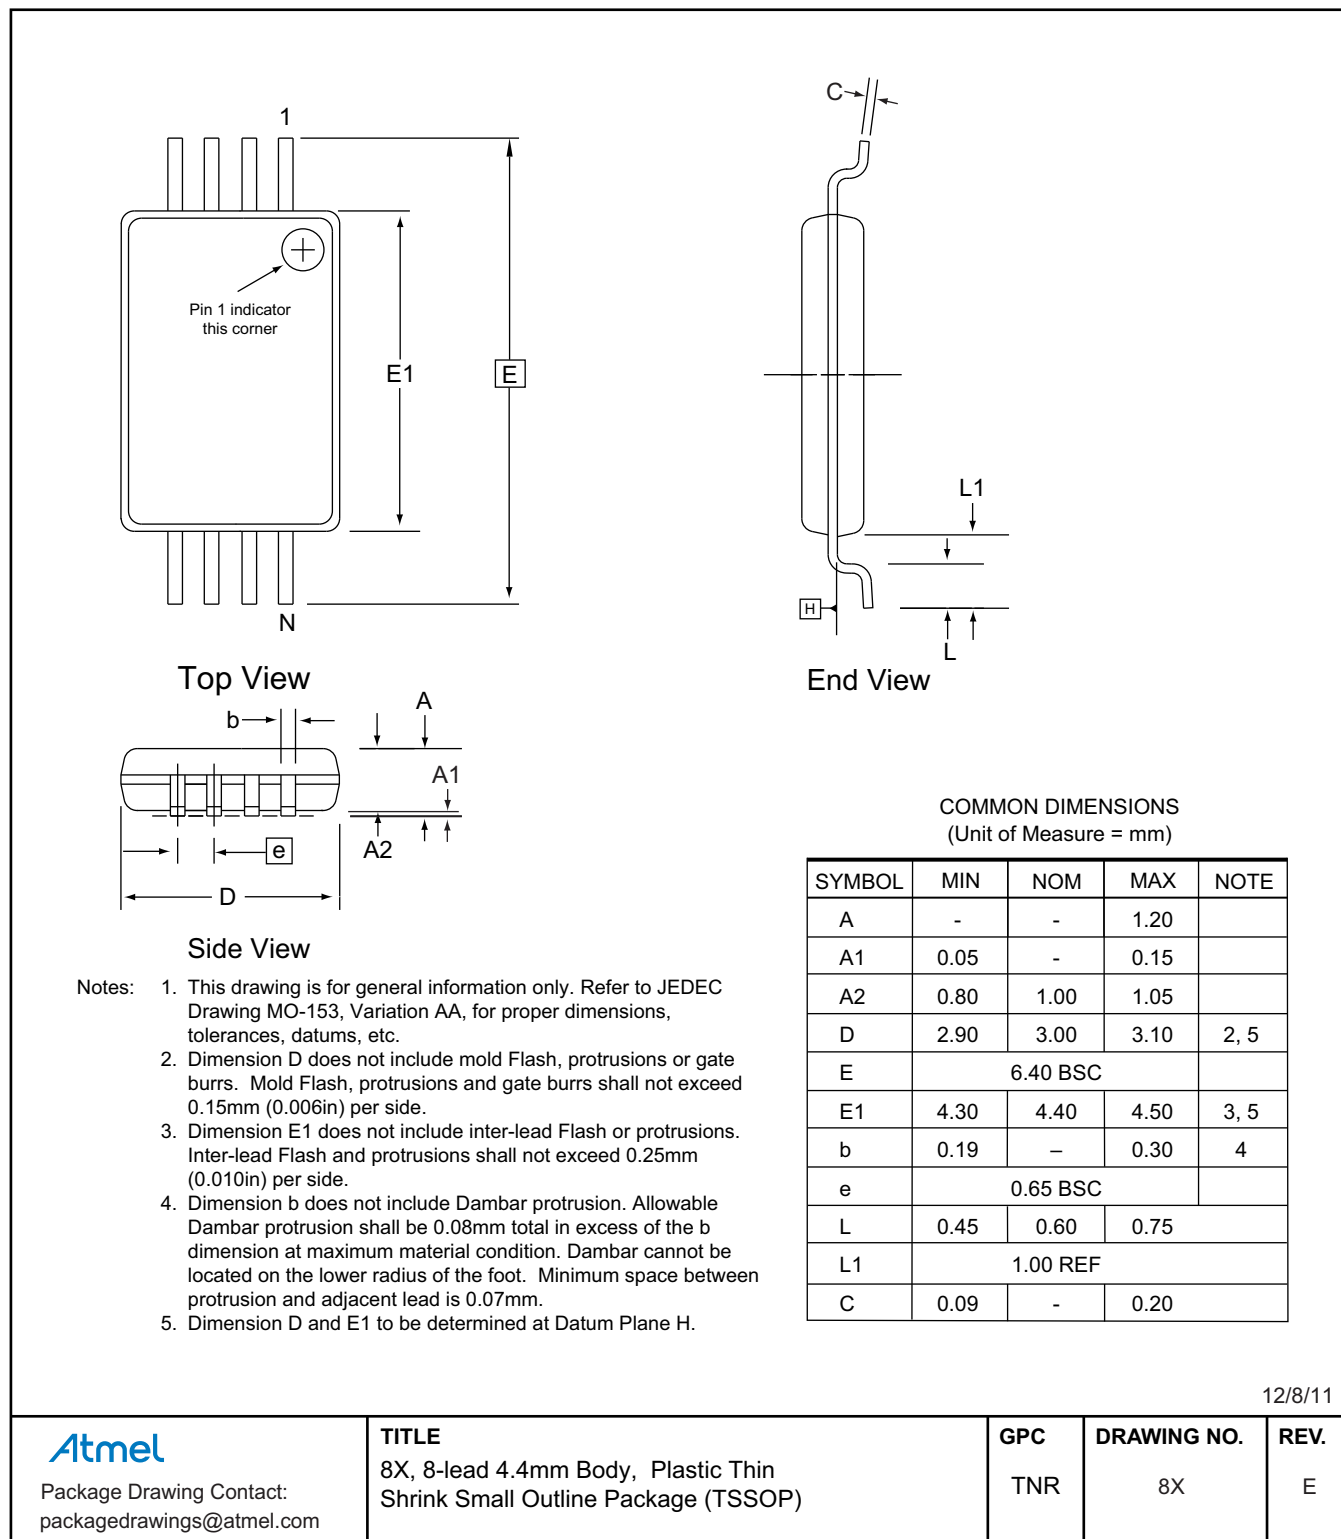 1
Pin 1 indicator
this corner
E1
E
N
Top View
C
L1
H
L
End View
b
A
A1
e
A2
D
Side View
Notes: 1. This drawing is for general information only. Refer to JEDEC
Drawing MO-153, Variation AA, for proper dimensions,
tolerances, datums, etc.
2. Dimension D does not include mold Flash, protrusions or gate
burrs. Mold Flash, protrusions and gate burrs shall not exceed
0.15mm (0.006in) per side.
3. Dimension E1 does not include inter-lead Flash or protrusions.
Inter-lead Flash and protrusions shall not exceed 0.25mm
(0.010in) per side.
4. Dimension b does not include Dambar protrusion. Allowable
Dambar protrusion shall be 0.08mm total in excess of the b
dimension at maximum material condition. Dambar cannot be
located on the lower radius of the foot. Minimum space between
protrusion and adjacent lead is 0.07mm.
5. Dimension D and E1 to be determined at Datum Plane H.
COMMON DIMENSIONS
(Unit of Measure = mm)
SYMBOL MIN NOM MAX NOTE
A - - 1.20
A1 0.05 - 0.15
A2 0.80 1.00 1.05
D 2.90 3.00 3.10 2, 5
E 6.40 BSC
E1 4.30 4.40 4.50 3, 5
b 0.19 – 0.30 4
e 0.65 BSC
L 0.45 0.60 0.75
L1 1.00 REF
C 0.09 - 0.20
12/8/11
Atmel
Package Drawing Contact:
packagedrawings@atmel.com
TITLE
8X, 8-lead 4.4mm Body, Plastic Thin
Shrink Small Outline Package (TSSOP)
GPC
TNR
DRAWING NO.
8X
REV.
E